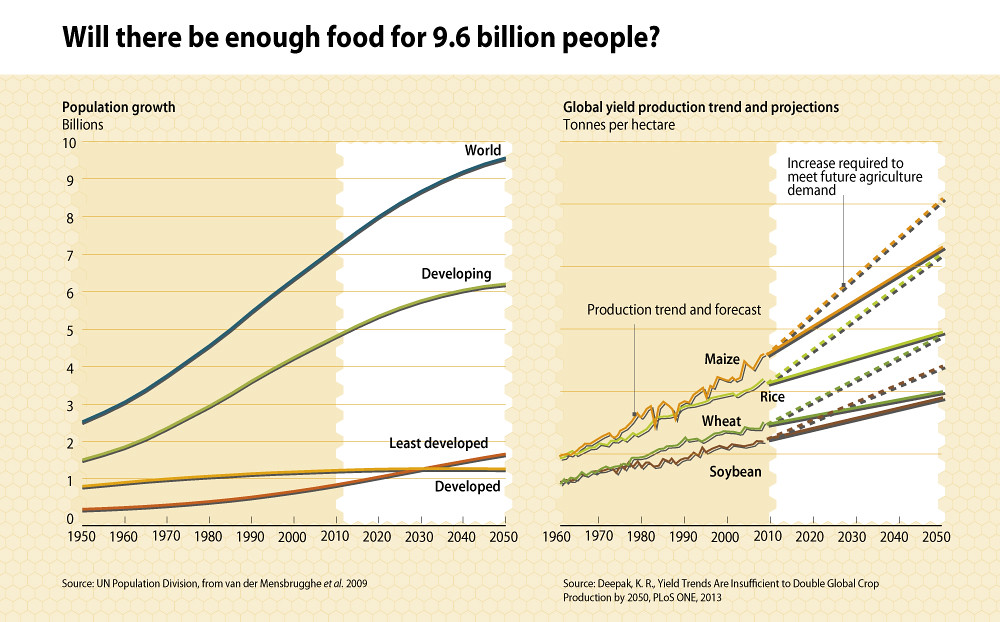 Will there be enough food for 9.6 billion people?
Population growth
Billions
10
9
8
7
6
5
4
3
2
1
0
World
Developing
Least developed
Developed
1950 1960 1970 1980 1990 2000 2010 2020 2030 2040 2050
Source: UN Population Division, from van der Mensbrugghe et al. 2009
Global yield production trend and projections
Tonnes per hectare
Increase required to
meet future agriculture
demand
Production trend and forecast
Maize
Rice
Wheat
Soybean
1960 1970 1980 1990 2000 2010 2020 2030 2040 2050
Source: Deepak, K. R., Yield Trends Are Insufficient to Double Global Crop
Production by 2050, PLoS ONE, 2013